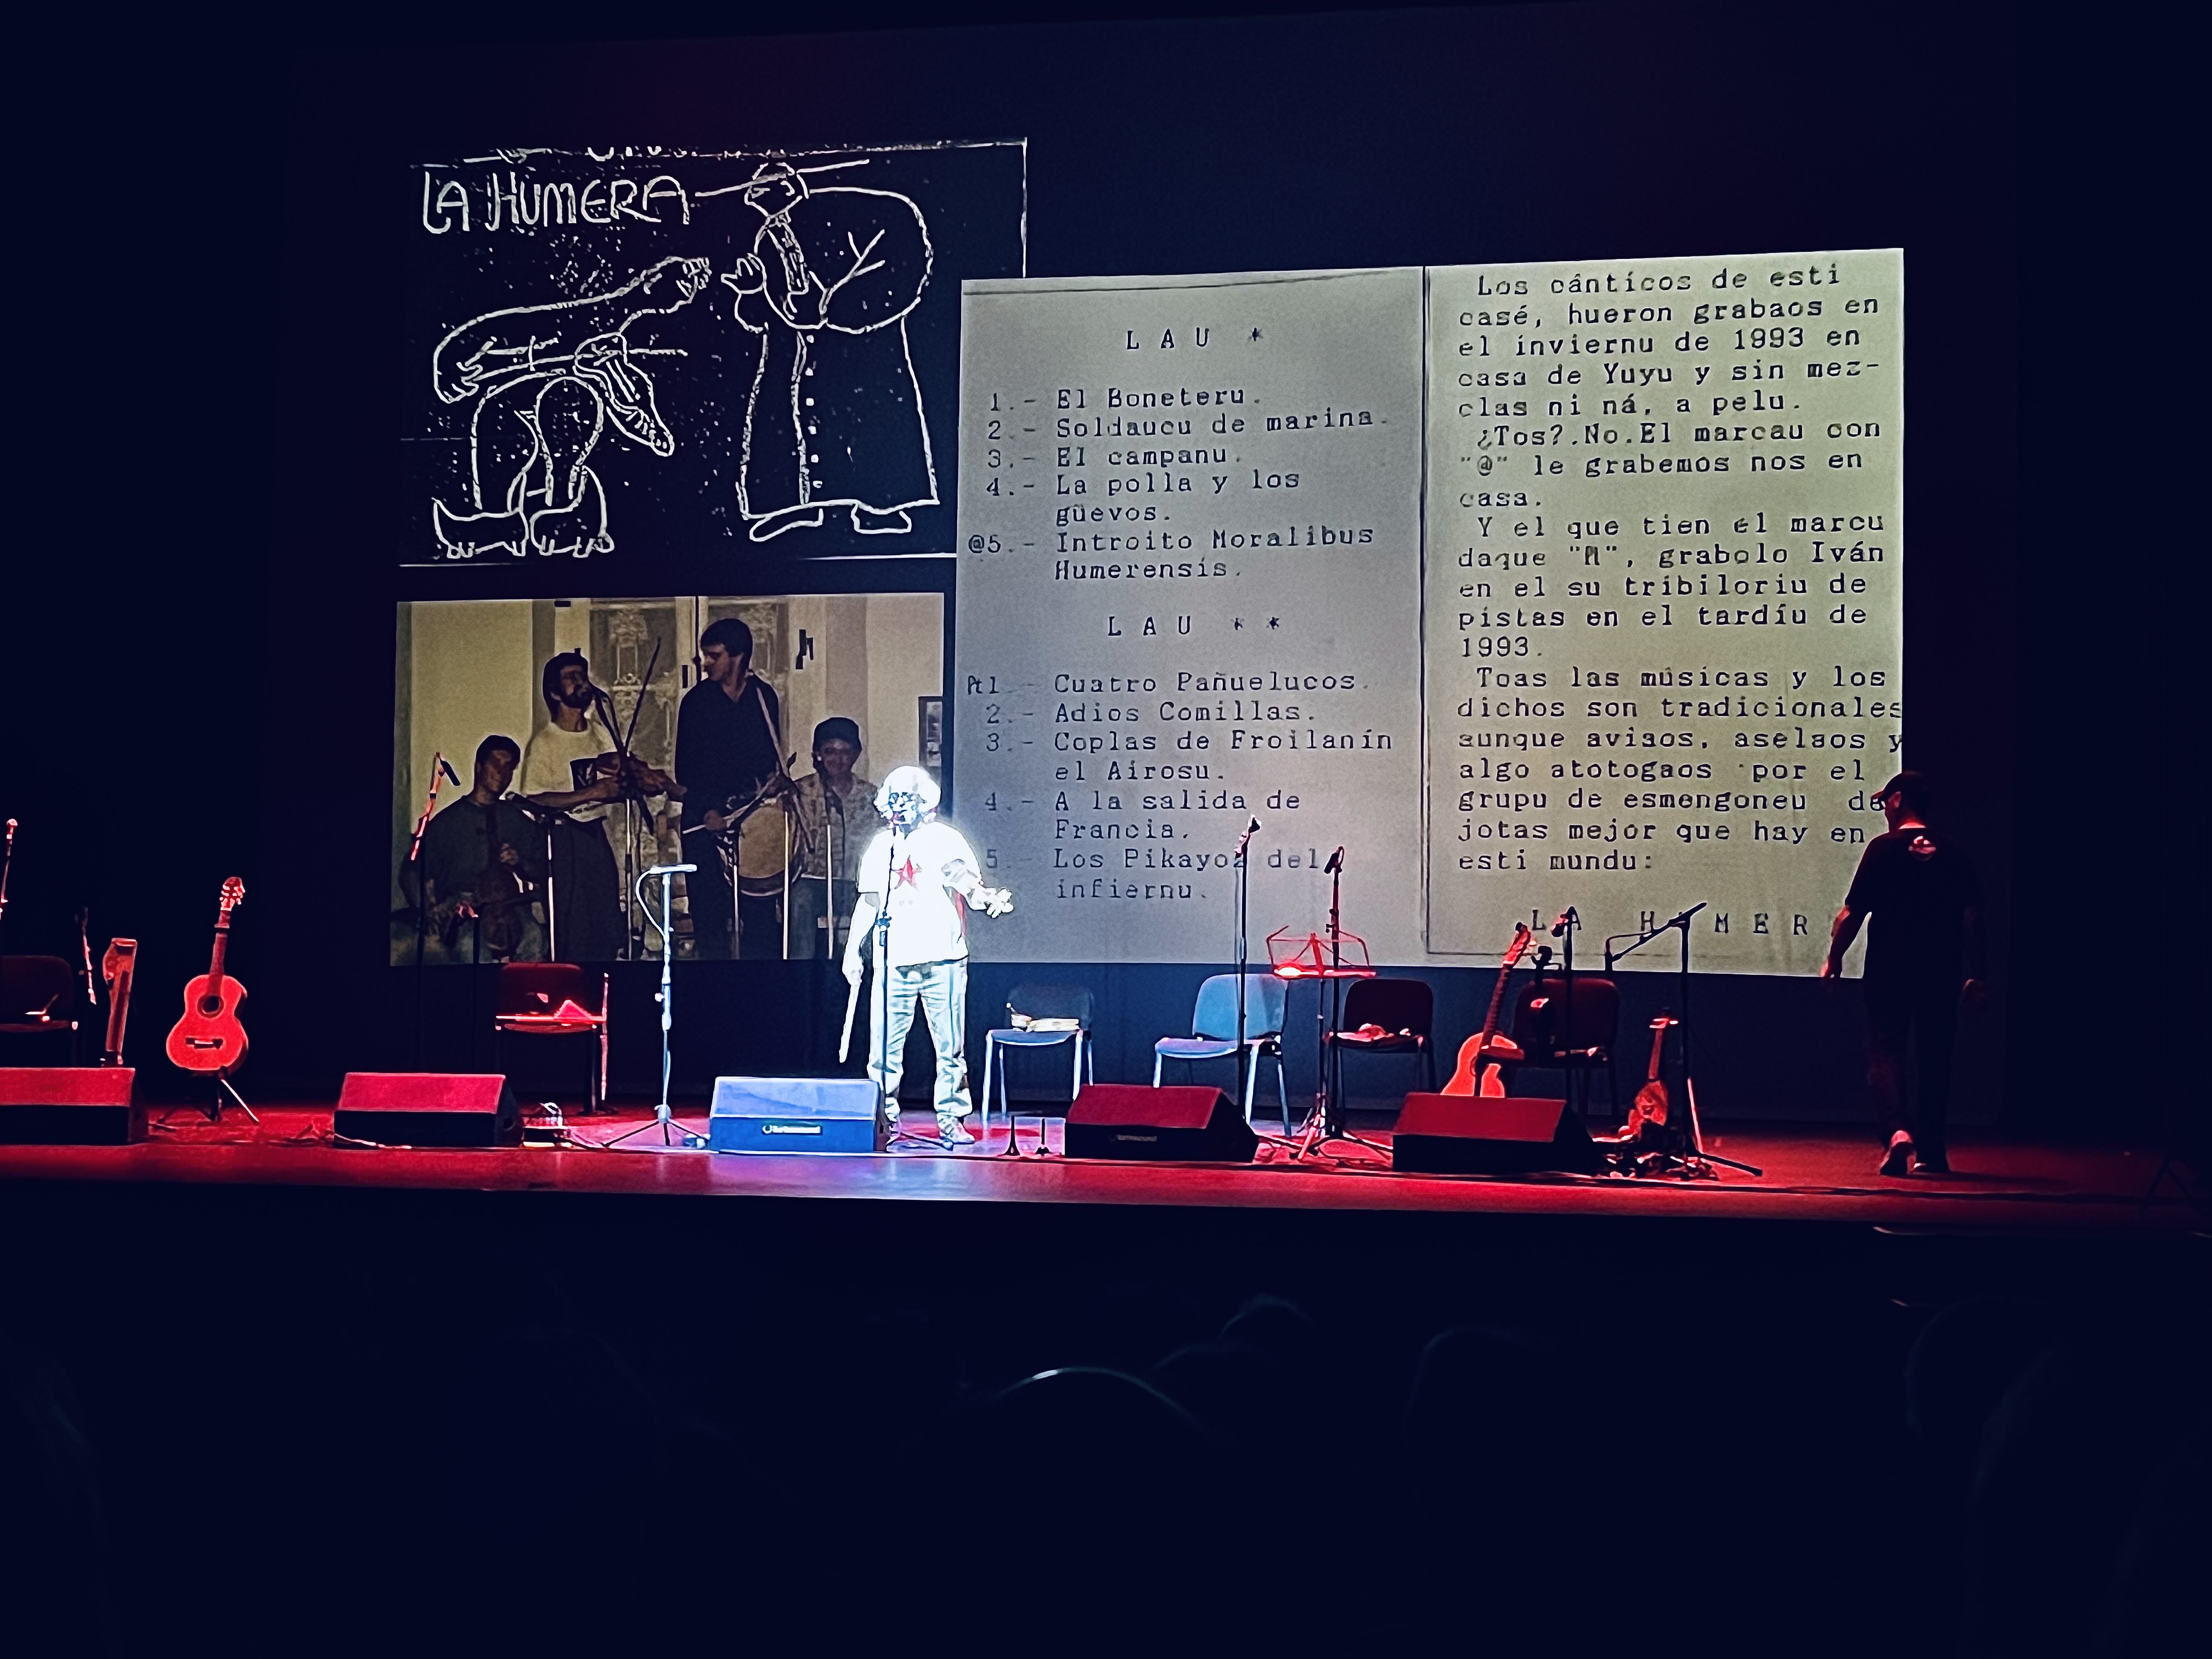 LA HUMERA
L A U *
1.- El Boneteru.
2.- Soldaucu de marina.
3.- El campanu.
4.- La polla y los
güevos.
@5.- Introito Moralibus
Humerensis.
L A U * *
Pt1.- Cuatro Pañuelucos.
2.- Adios Comillas.
3.- Coplas de Froilanín
el Airosu.
4.- A la salida de
Francia.
5.- Los Pikayos del
infiernu.
Los cánticos de esti
casé, hueron grabaos en
el inviernu de 1993 en
casa de Yuyu y sin mez-
clas ni ná, a pelu.
¿Tos?.No.El marcau con
"@" le grabemos nos en
casa.
Y el que tien el marcu
daque "Pt", grabolo Iván
en el su tribiloriu de
pistas en el tardíu de
1993.
Toas las músicas y los
dichos son tradicionales
aunque avisos, aselaos y
algo atotogaos por el
grupu de esmengoneu de
jotas mejor que hay en
esti mundu:
L A H M E R